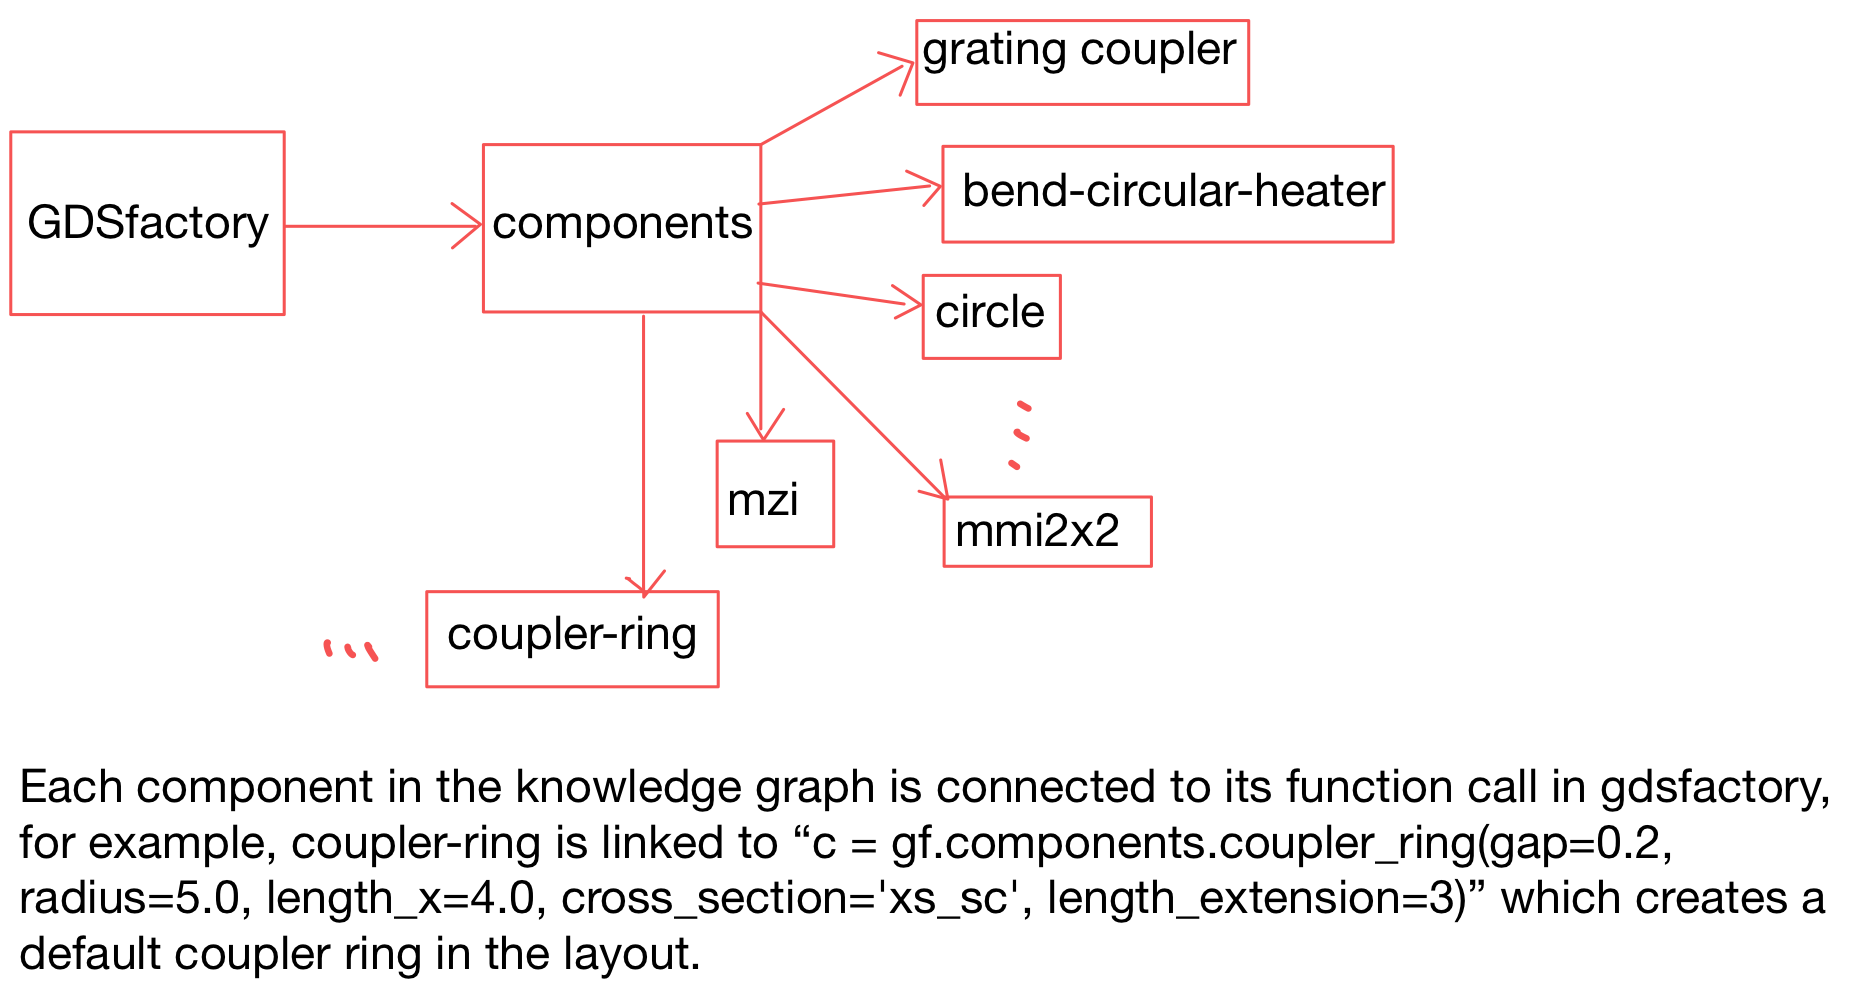 grating coupler
GDSfactory
components
bend-circular-heater
circle
mzi
mmi2x2
coupler-ring
Each component in the knowledge graph is connected to its function call in gdsfactory,
for example, coupler-ring is linked to “c = gf.components.coupler_ring(gap=0.2,
radius=5.0, length_x=4.0, cross_section='xs_sc', length_extension=3)” which creates a
default coupler ring in the layout.